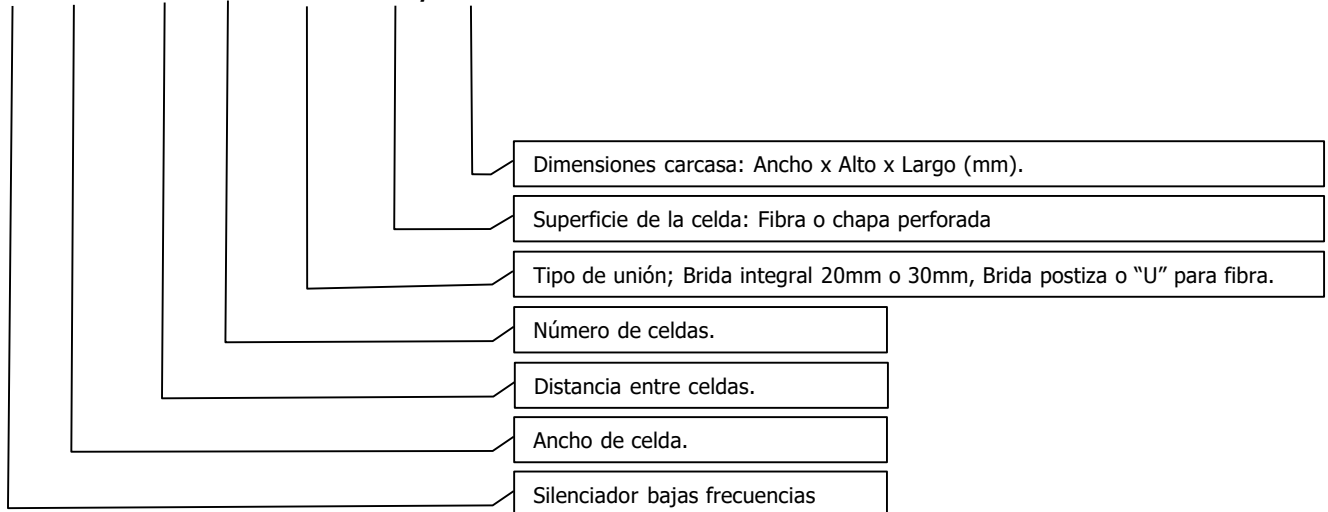 Dimensiones carcasa: Ancho x Alto x Largo (mm).
Superficie de la celda: Fibra o chapa perforada
Tipo de unión; Brida integral 20mm o 30mm, Brida postiza o “U” para fibra.
Número de celdas.
Distancia entre celdas.
Ancho de celda.
Silenciador bajas frecuencias